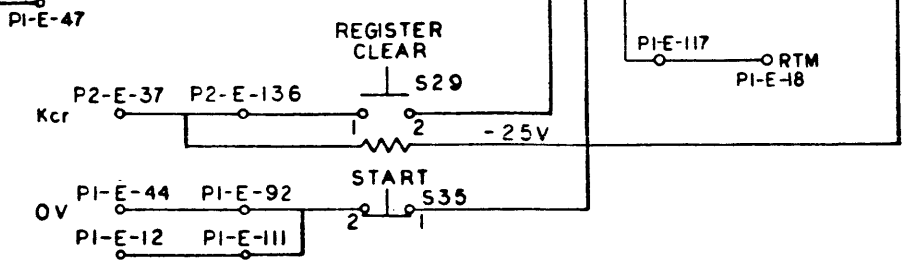 P1-E-47
REGISTER
CLEAR
P1-E-117
RTM
P1-E-18
S29
P2-E-37 P2-E-136
Kcr
1 2
-25V
START
P1-E-44 P1-E-92
S35
0V
2 1
P1-E-12 P1-E-111